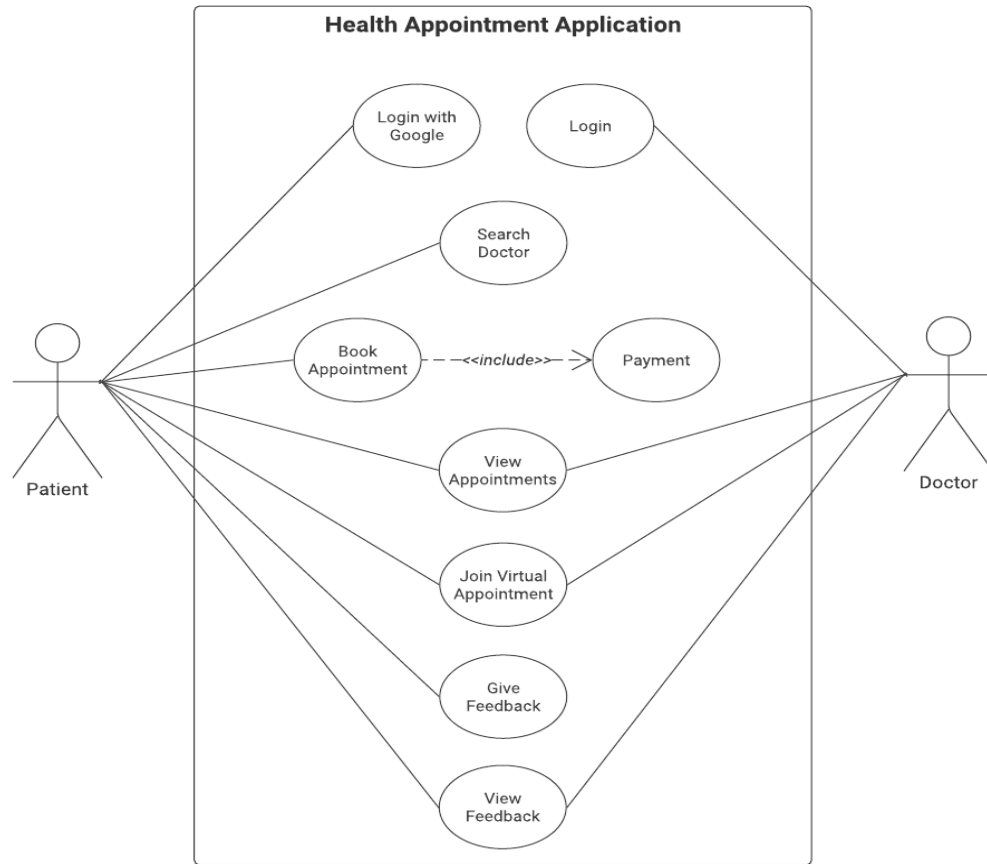 Health Appointment Application
Login with
Google
Login
Search
Doctor
Book
Appointment
<<include>>
Payment
View
Appointments
Patient
Doctor
Join Virtual
Appointment
Give
Feedback
View
Feedback